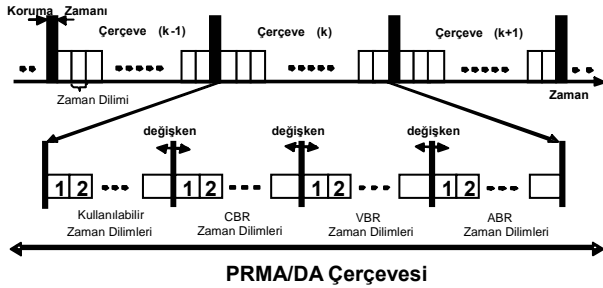 Koruma Zamanı
Çerçeve (k-1)
Çerçeve (k)
Çerçeve (k+1)
Zaman Dilimi
Zaman
değişken
değişken
değişken
1 2
1 2
1 2
1 2
Kullanılabilir
Zaman Dilimleri
CBR
Zaman Dilimleri
VBR
Zaman Dilimleri
ABR
Zaman Dilimleri
PRMA/DA Çerçevesi